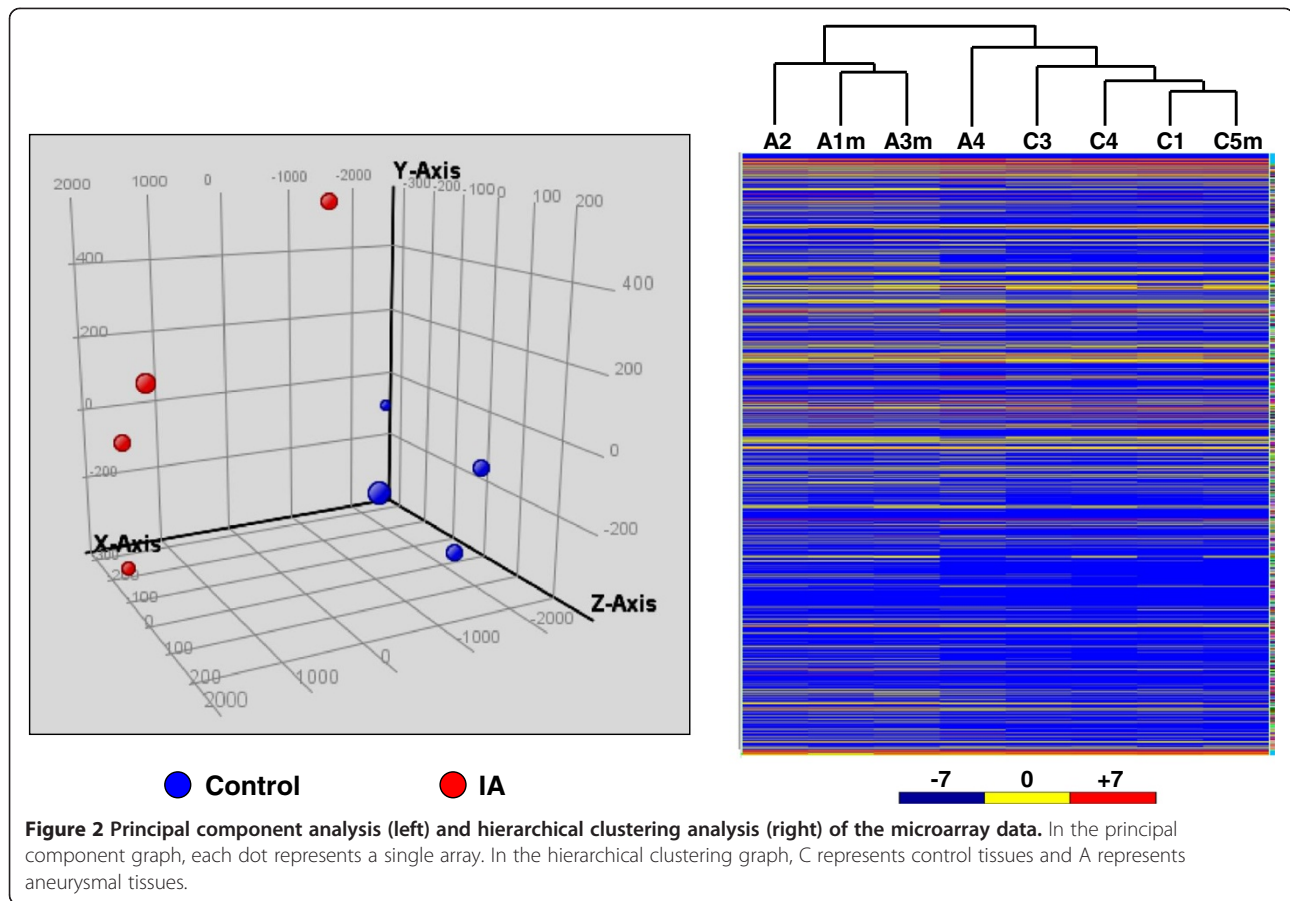 Y-Axis
2000 1000 0 -1000 -2000 -300 -200 -100 0 100 200
400 400
200 200
0 0
-200 -200
X-Axis
Z-Axis
300 200 100 0 100 200
2000 1000 0 -1000 -2000
Control IA
A2 A1m A3m A4 C3 C4 C1 C5m
-7 0 +7
Figure 2 Principal component analysis (left) and hierarchical clustering analysis (right) of the microarray data. In the principal
component graph, each dot represents a single array. In the hierarchical clustering graph, C represents control tissues and A represents
aneurysmal tissues.